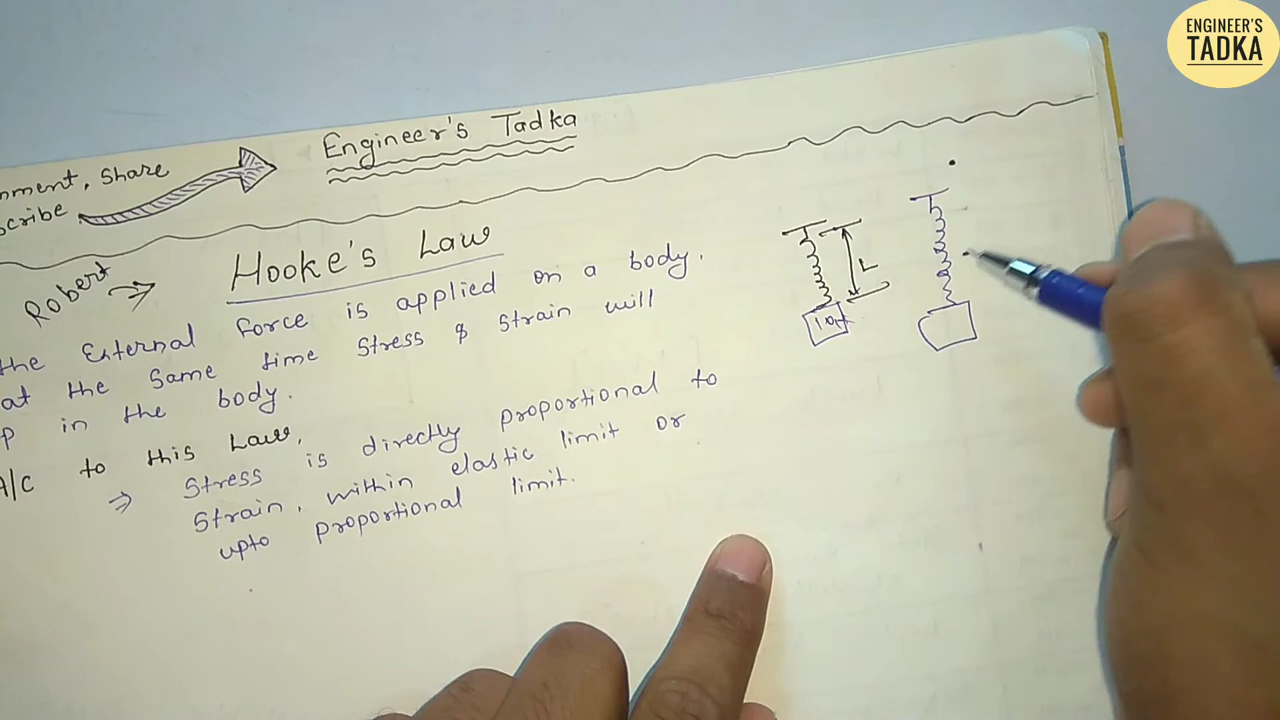 ENGINEER'S
TADKA
Engineer's Tadka
mment, Share
scribe
Robert
Hooke's Law
the External Force is applied on a body.
at the same time Stress & Strain will
p in the body.
A/C to this Law,
⇒ Stress is directly proportional to
Strain, within elastic limit or
upto proportional limit.
L